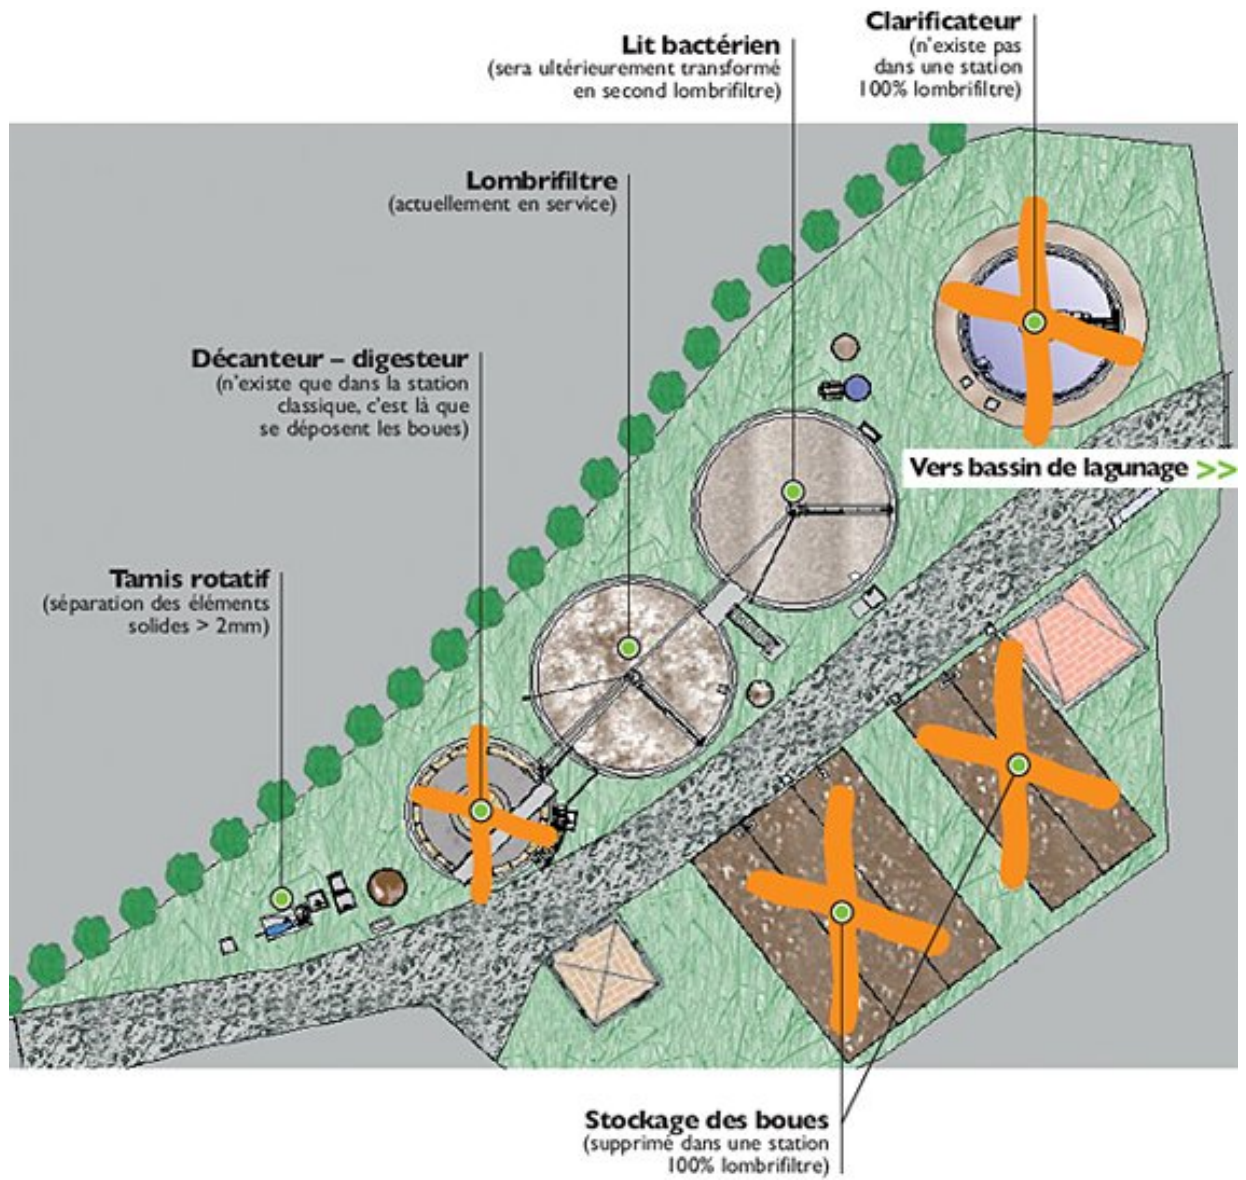 Clarificateur
(n'existe pas
dans une station
100% lombrifiltre)
Lit bactérien
(sera ultérieurement transformé
en second lombrifiltre)
Lombrifiltre
(actuellement en service)
Décanteur – digesteur
(n'existe que dans la station
classique, c'est là que
se déposent les boues)
Vers bassin de lagunage >>
Tamis rotatif
(séparation des éléments
solides > 2mm)
Stockage des boues
(supprimé dans une station
100% lombrifiltre)